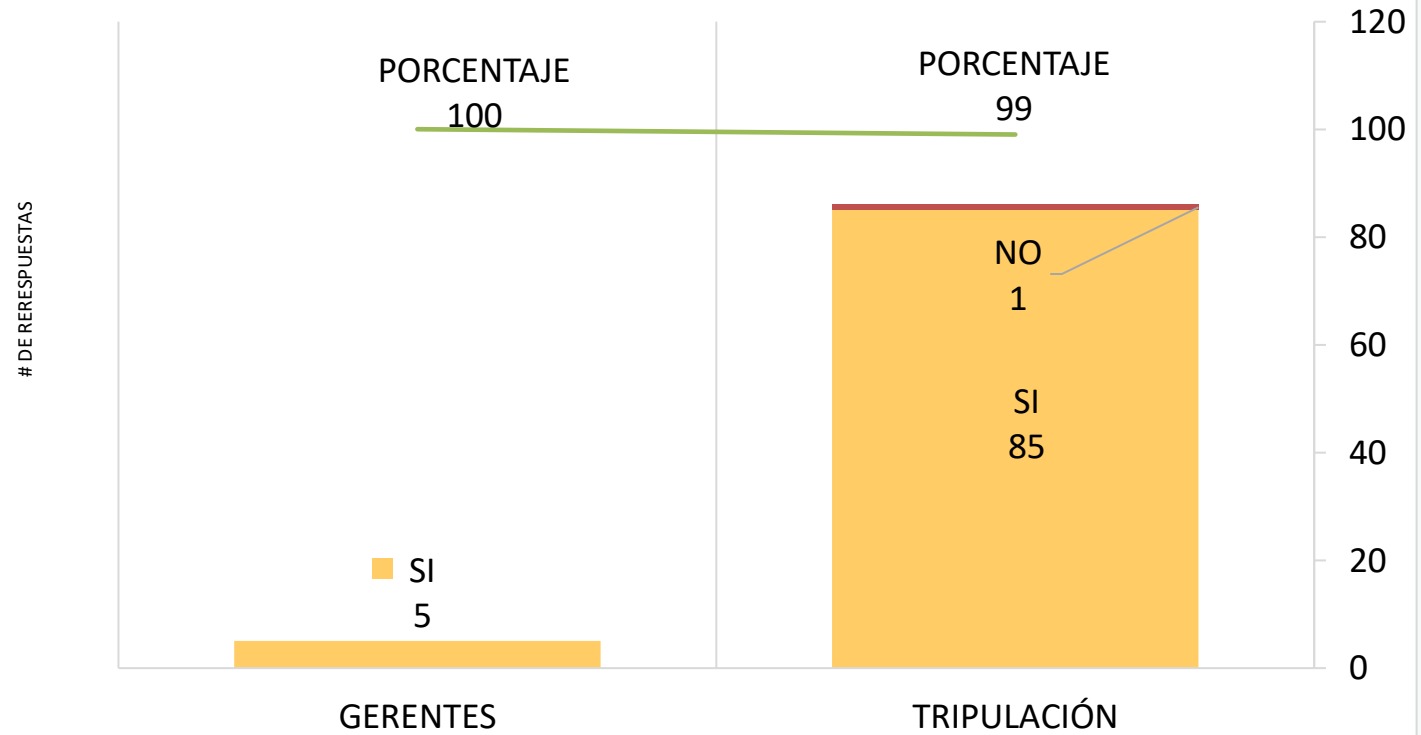 120
PORCENTAJE
100
PORCENTAJE
99
100
# DE RERESPUESTAS
80
NO
1
60
SI
85
40
SI
5
20
0
GERENTES
TRIPULACIÓN